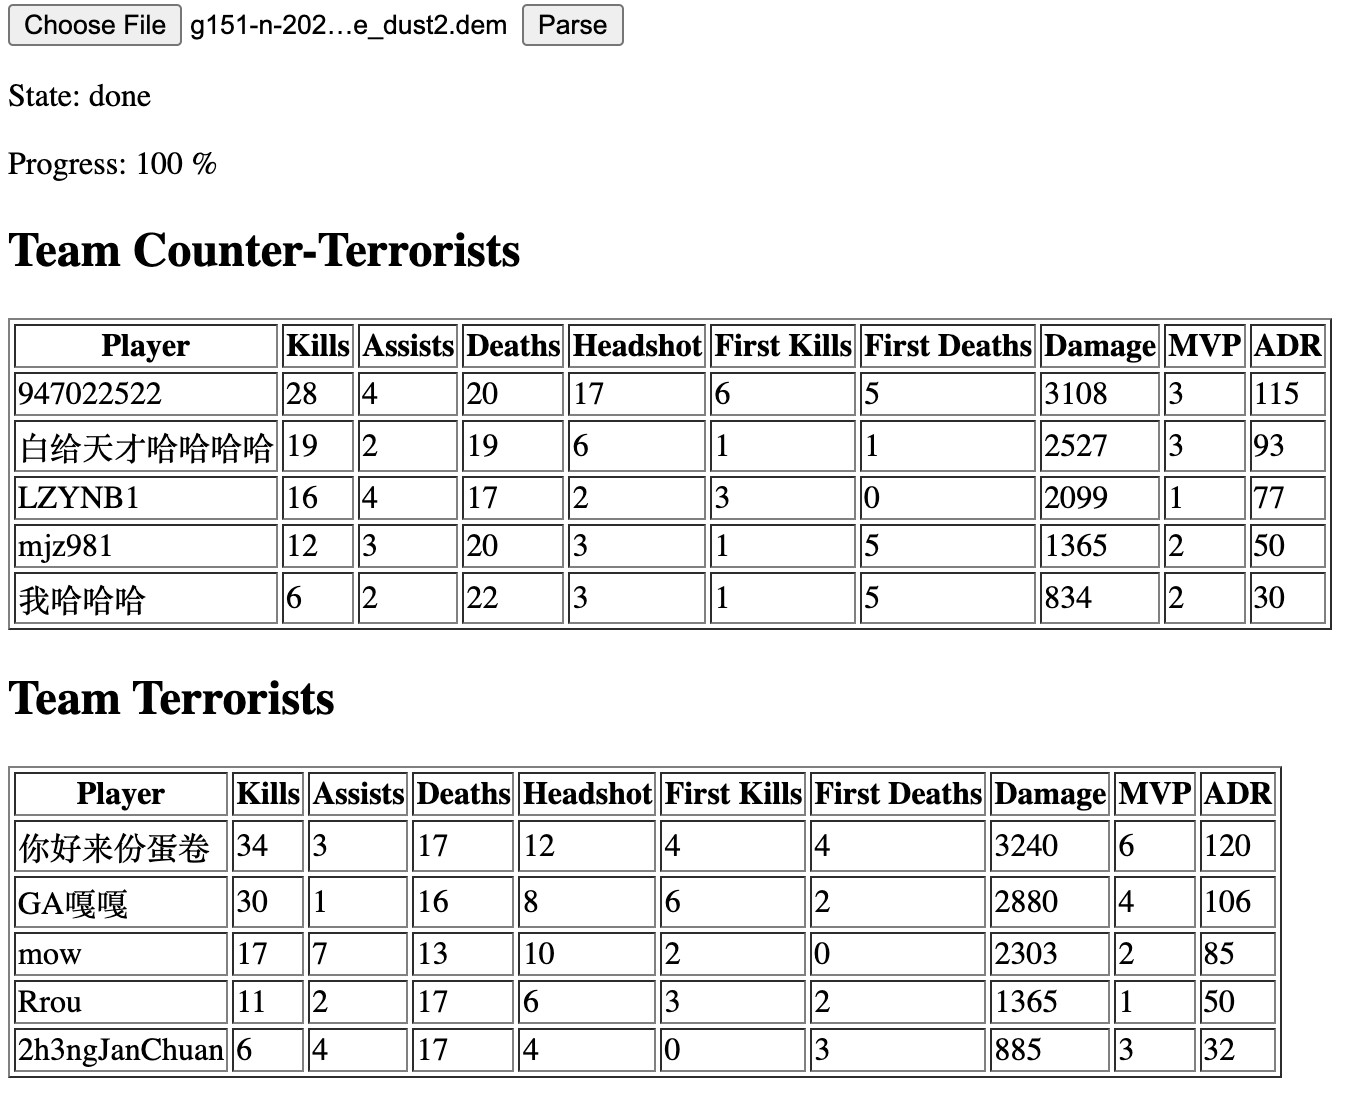 Choose File g151-n-202…e_dust2.dem Parse
State: done
Progress: 100 %
Team Counter-Terrorists
Player Kills Assists Deaths Headshot First Kills First Deaths Damage MVP ADR
947022522 28 4 20 17 6 5 3108 3 115
白给天才哈哈哈哈 19 2 19 6 1 1 2527 3 93
LZYNB1 16 4 17 2 3 0 2099 1 77
mjz981 12 3 20 3 1 5 1365 2 50
我哈哈哈 6 2 22 3 1 5 834 2 30
Team Terrorists
Player Kills Assists Deaths Headshot First Kills First Deaths Damage MVP ADR
你好来份蛋卷 34 3 17 12 4 4 3240 6 120
GA嘎嘎 30 1 16 8 6 2 2880 4 106
mow 17 7 13 10 2 0 2303 2 85
Rrou 11 2 17 6 3 2 1365 1 50
2h3ngJanChuan 6 4 17 4 0 3 885 3 32